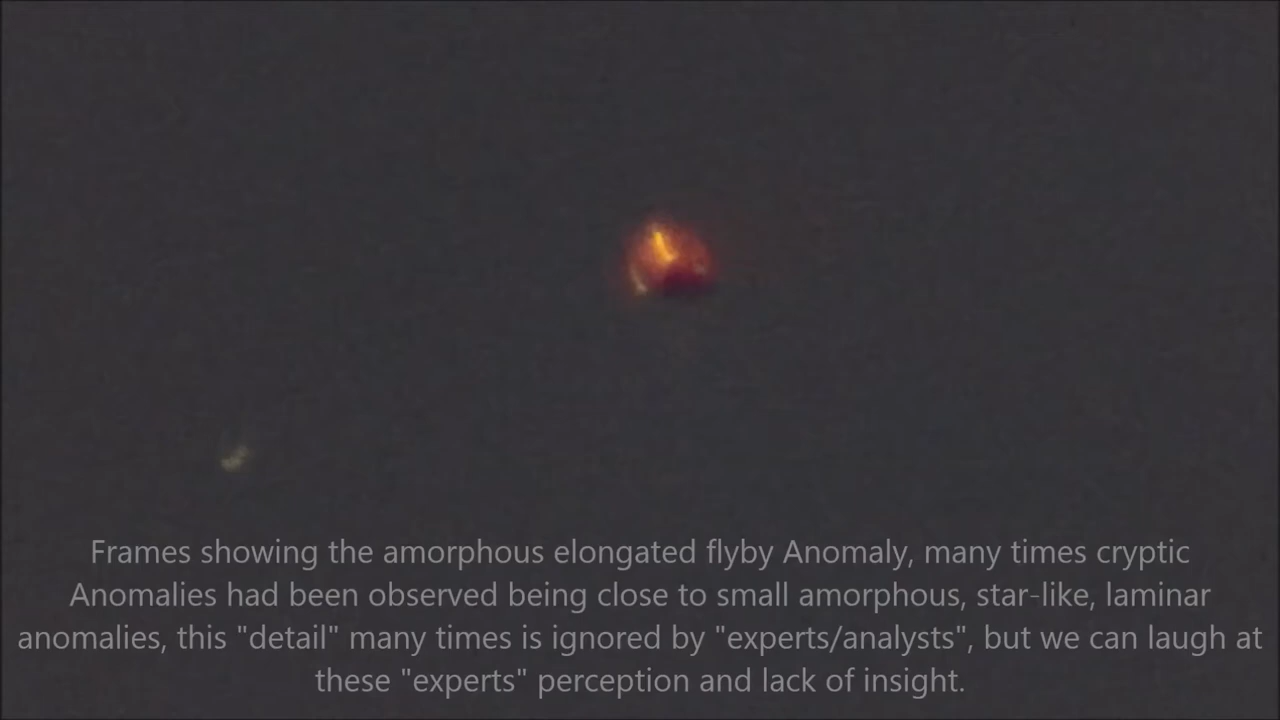 Frames showing the amorphous elongated flyby Anomaly, many times cryptic
Anomalies had been observed being close to small amorphous, star-like, laminar
anomalies, this "detail" many times is ignored by "experts/analysts", but we can laugh at
these "experts" perception and lack of insight.